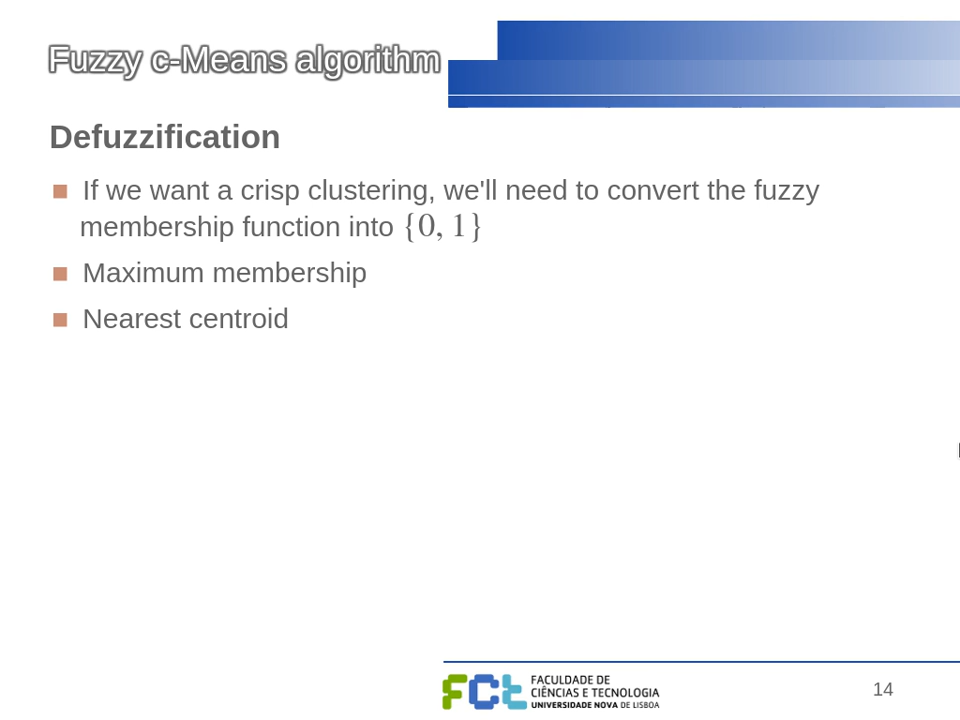 Fuzzy c-Means algorithm
Defuzzification
If we want a crisp clustering, we'll need to convert the fuzzy
membership function into {0, 1}
Maximum membership
Nearest centroid
FCt
FACULDADE DE
CIÊNCIAS E TECNOLOGIA
UNIVERSIDADE NOVA DE LISBOA
14